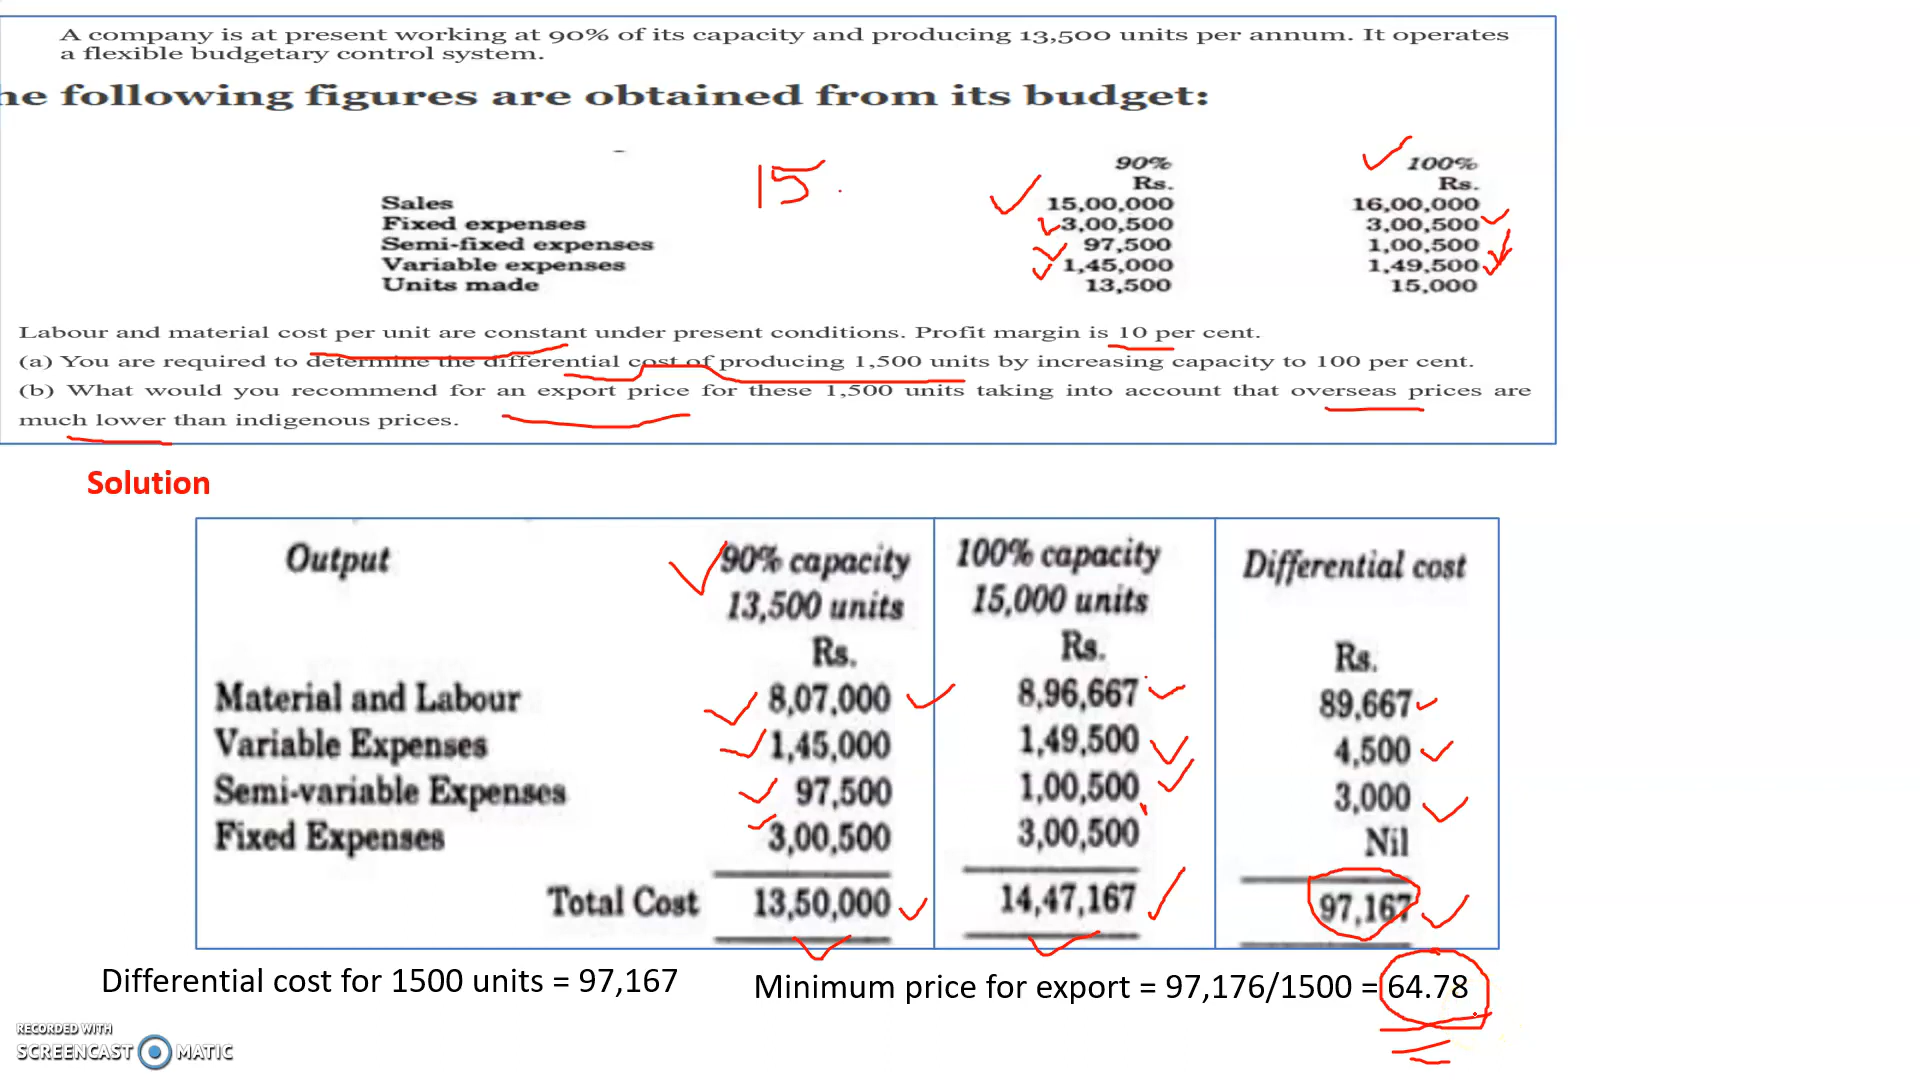 A company is at present working at 90% of its capacity and producing 13,500 units per annum. It operates
a flexible budgetary control system.
he following figures are obtained from its budget:
15
90% 100%
Rs. Rs.
Sales 15,00,000 16,00,000
Fixed expenses 3,00,500 3,00,500
Semi-fixed expenses 97,500 1,00,500
Variable expenses 1,45,000 1,49,500
Units made 13,500 15,000
Labour and material cost per unit are constant under present conditions. Profit margin is 10 per cent.
(a) You are required to determine the differential cost of producing 1,500 units by increasing capacity to 100 per cent.
(b) What would you recommend for an export price for these 1,500 units taking into account that overseas prices are
much lower than indigenous prices.
Solution
Output 90% capacity 100% capacity Differential cost
13,500 units 15,000 units
Rs. Rs. Rs.
Material and Labour 8,07,000 8,96,667 89,667
Variable Expenses 1,45,000 1,49,500 4,500
Semi-variable Expenses 97,500 1,00,500 3,000
Fixed Expenses 3,00,500 3,00,500 Nil
Total Cost 13,50,000 14,47,167 97,167
Differential cost for 1500 units = 97,167
Minimum price for export = 97,176/1500 = 64.78
RECORDED WITH
SCREENCAST MATIC